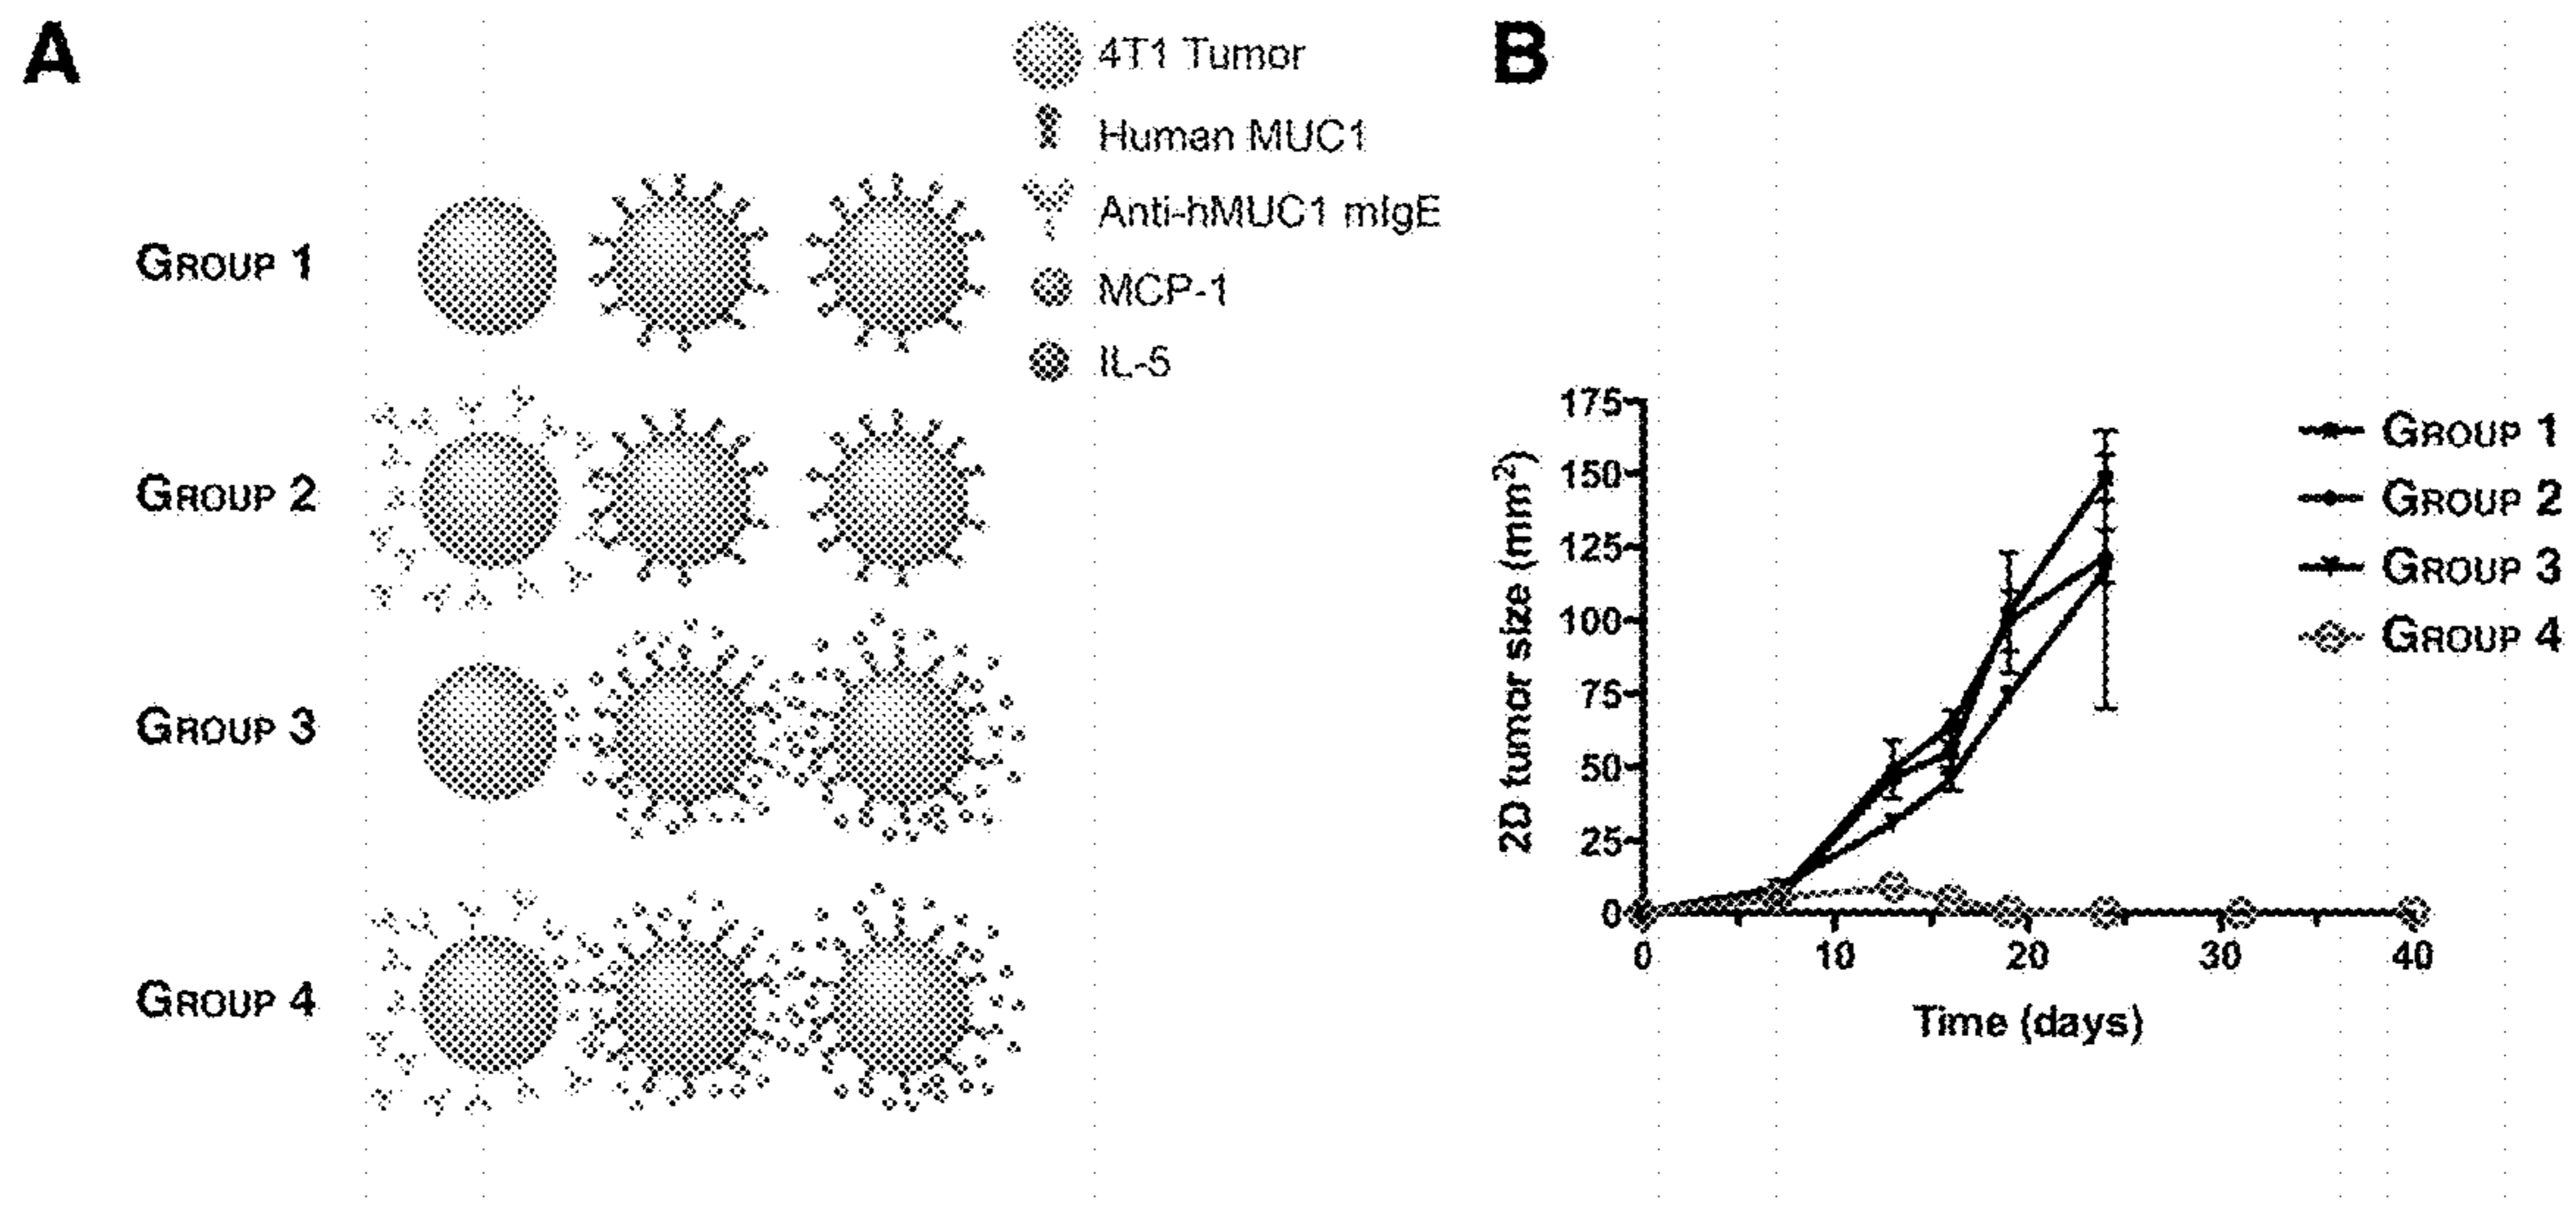 A
4T1 Tumor
Human MUC1
Anti-hMUC1 mIgE
MCP-1
IL-5
GROUP 1
GROUP 2
GROUP 3
GROUP 4
B
175
150
125
100
75
50
25
0
2D tumor size (mm²)
0 10 20 30 40
Time (days)
GROUP 1
GROUP 2
GROUP 3
GROUP 4